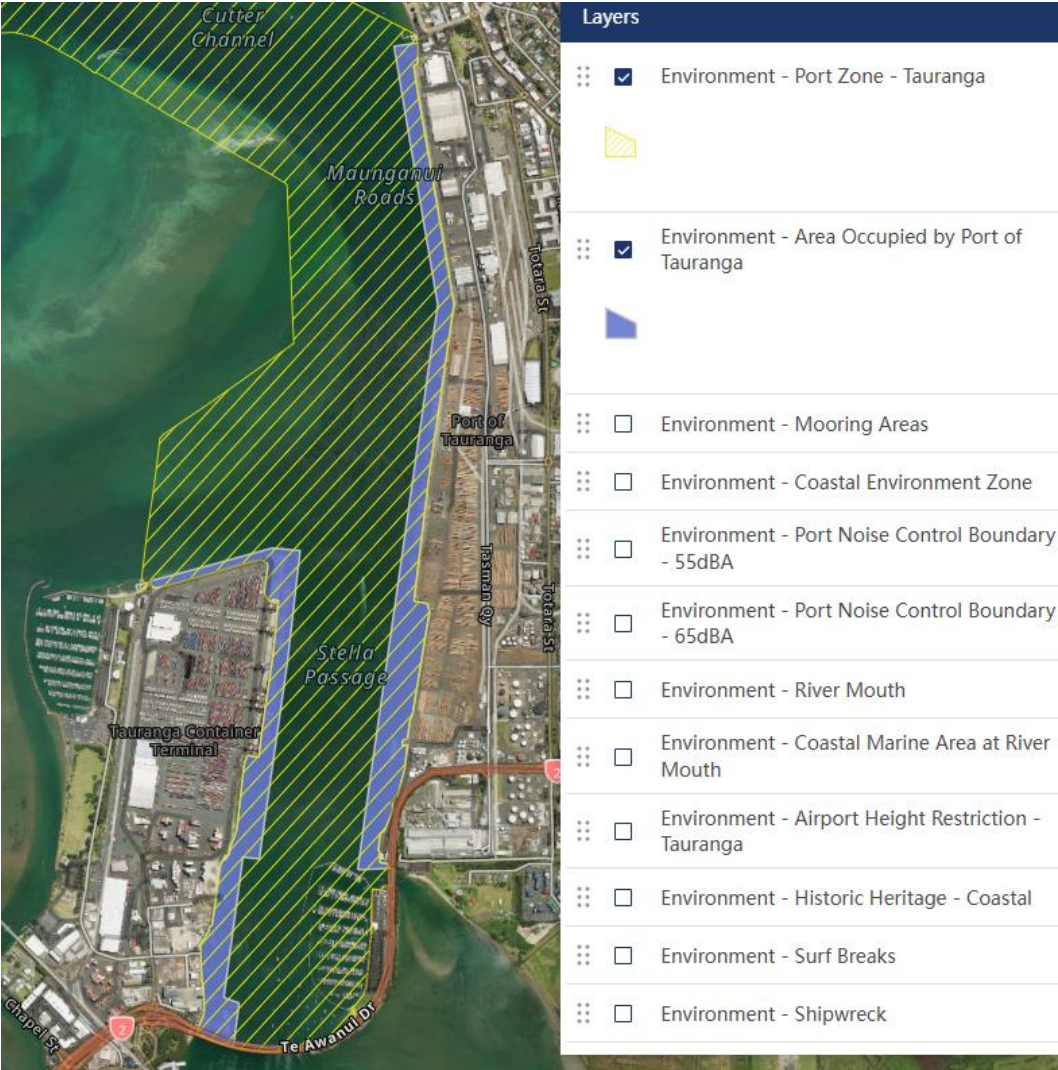 Cutter
Channel
Maunganui
Roads
Totara St
Port of
Tauranga
Tasman Qy
Totara St
Stella
Passage
Tauranga Container
Terminal
2
2
Te Awanui Dr
Chapel St
Layers
Environment - Port Zone - Tauranga
Environment - Area Occupied by Port of
Tauranga
Environment - Mooring Areas
Environment - Coastal Environment Zone
Environment - Port Noise Control Boundary
- 55dBA
Environment - Port Noise Control Boundary
- 65dBA
Environment - River Mouth
Environment - Coastal Marine Area at River
Mouth
Environment - Airport Height Restriction -
Tauranga
Environment - Historic Heritage - Coastal
Environment - Surf Breaks
Environment - Shipwreck